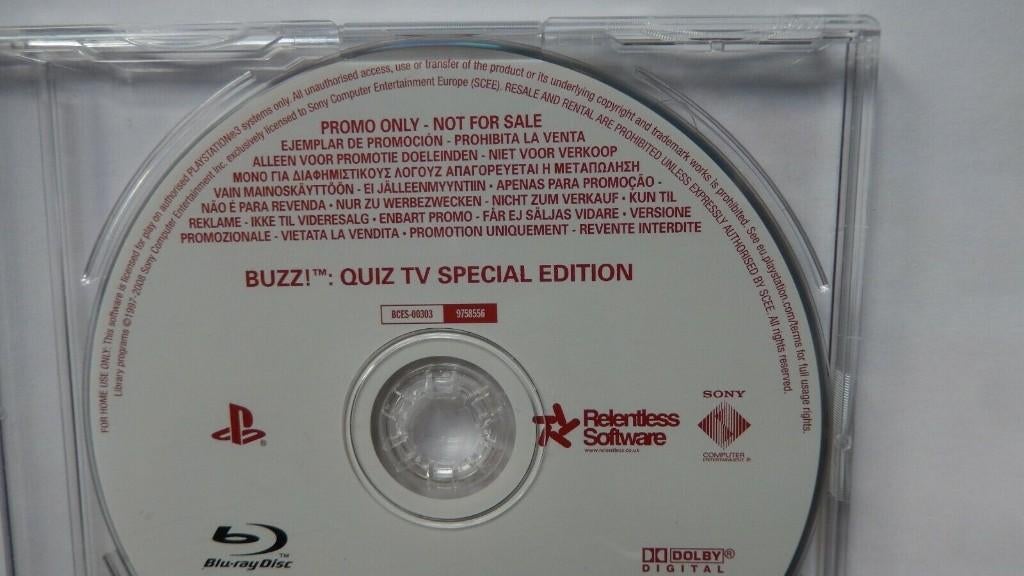 FOR HOME USE ONLY: This software is licensed for play on authorised PLAYSTATION®3 systems only. All unauthorised access, use or transfer of the product or its underlying copyright and trademark works is prohibited. See eu.playstation.com/terms for full usage rights.
Library programs ©1997-2008 Sony Computer Entertainment Inc. exclusively licensed to Sony Computer Entertainment Europe (SCEE). RESALE AND RENTAL ARE PROHIBITED UNLESS EXPRESSLY AUTHORISED BY SCEE. All rights reserved.
PROMO ONLY - NOT FOR SALE
EJEMPLAR DE PROMOCIÓN - PROHIBITA LA VENTA
ALLEEN VOOR PROMOTIE DOELEINDEN - NIET VOOR VERKOOP
ΜΟΝΟ ΓΙΑ ΔΙΑΦΗΜΙΣΤΙΚΟΥΣ ΛΟΓΟΥΖ ΑΠΑΓΟΡΕΥΕΤΑΙ Η ΜΕΤΑΠΩΛΗΣΗ
VAIN MAINOSKÄYTTÖÖN - EI JÄLLEENMYYNTIIN • APENAS PARA PROMOÇÃO -
NÃO É PARA REVENDA • NUR ZU WERBEZWECKEN - NICHT ZUM VERKAUF • KUN TIL
REKLAME - IKKE TIL VIDERESALG • ENBART PROMO - FÅR EJ SÄLJAS VIDARE • VERSIONE
PROMOZIONALE - VIETATA LA VENDITA • PROMOTION UNIQUEMENT - REVENTE INTERDITE
BUZZ!™: QUIZ TV SPECIAL EDITION
BCES-00303 9758556
Relentless
Software
www.relentless.co.uk
SONY
COMPUTER
ENTERTAINMENT ®
Blu-ray Disc™
DOLBY®
DIGITAL